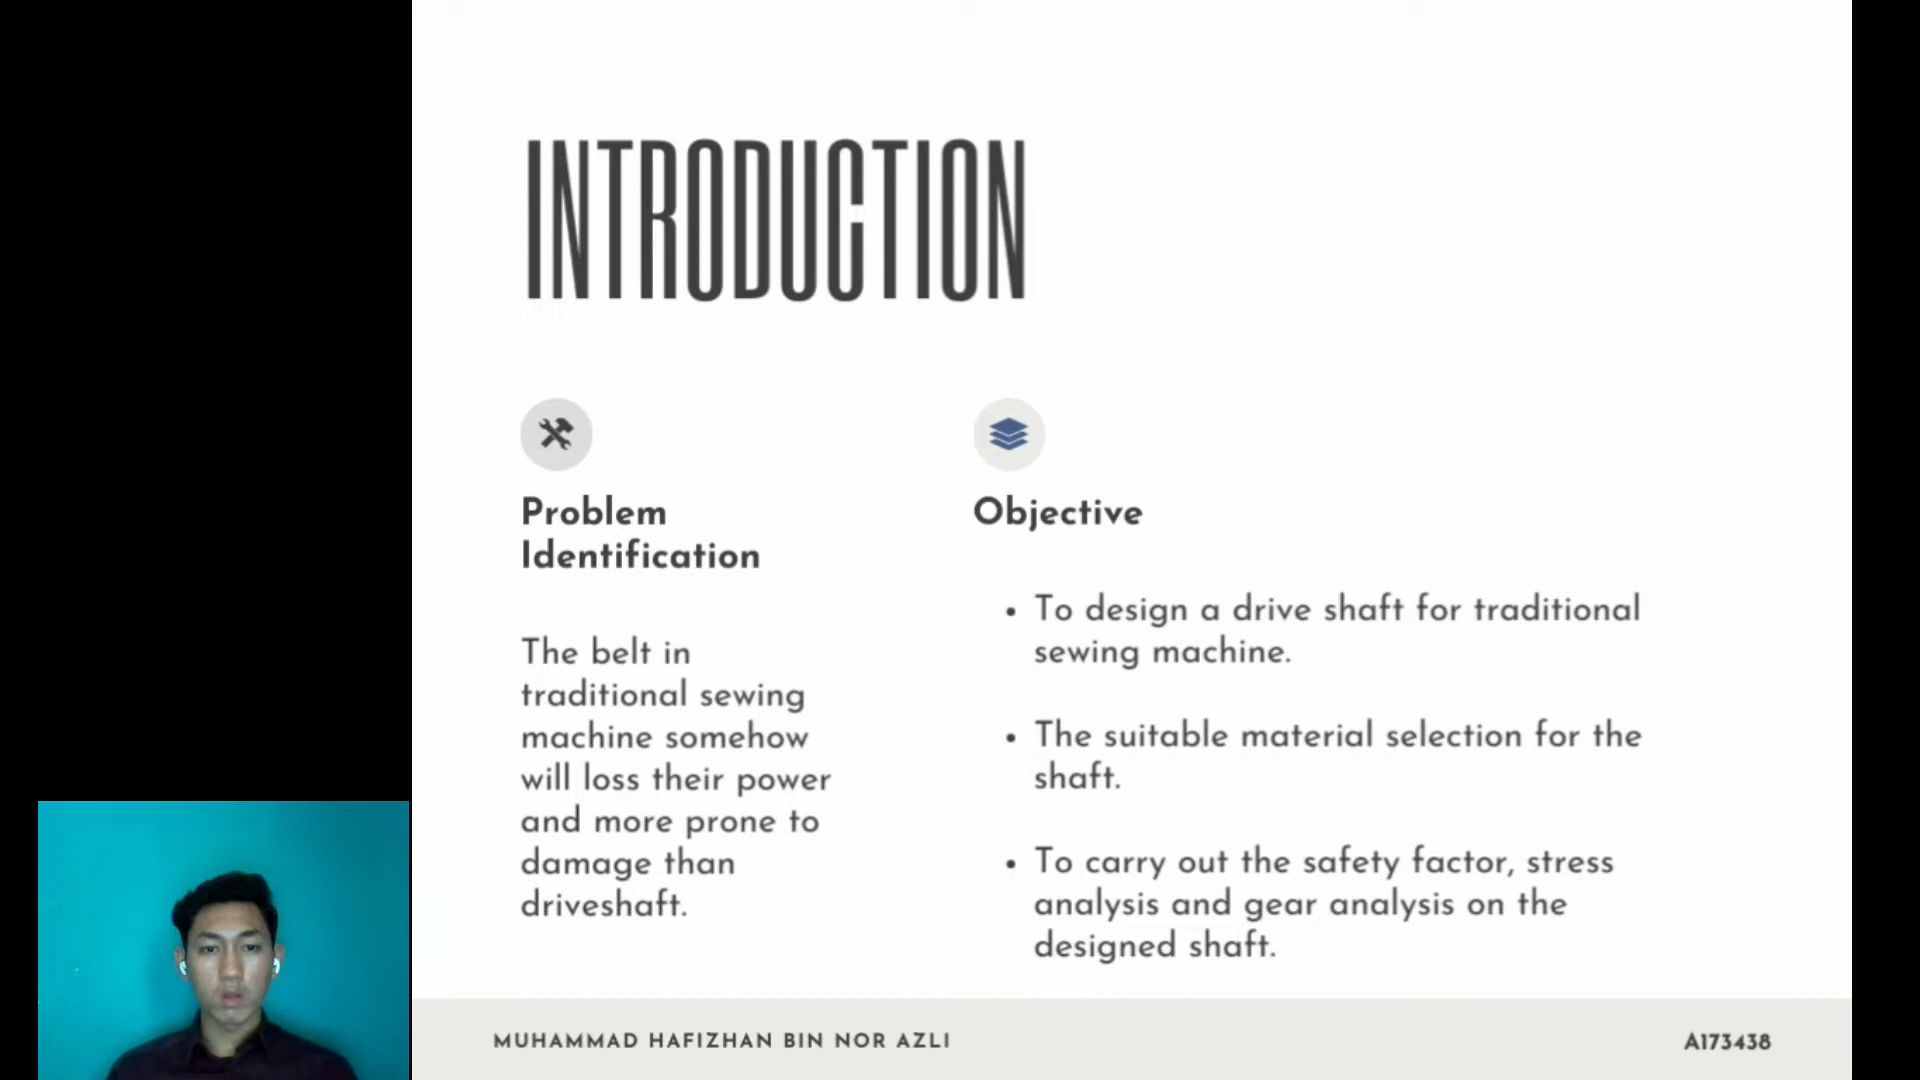 INTRODUCTION
Problem
Identification
The belt in
traditional sewing
machine somehow
will loss their power
and more prone to
damage than
driveshaft.
Objective
• To design a drive shaft for traditional
sewing machine.
• The suitable material selection for the
shaft.
• To carry out the safety factor, stress
analysis and gear analysis on the
designed shaft.
MUHAMMAD HAFIZHAN BIN NOR AZLI
A173438